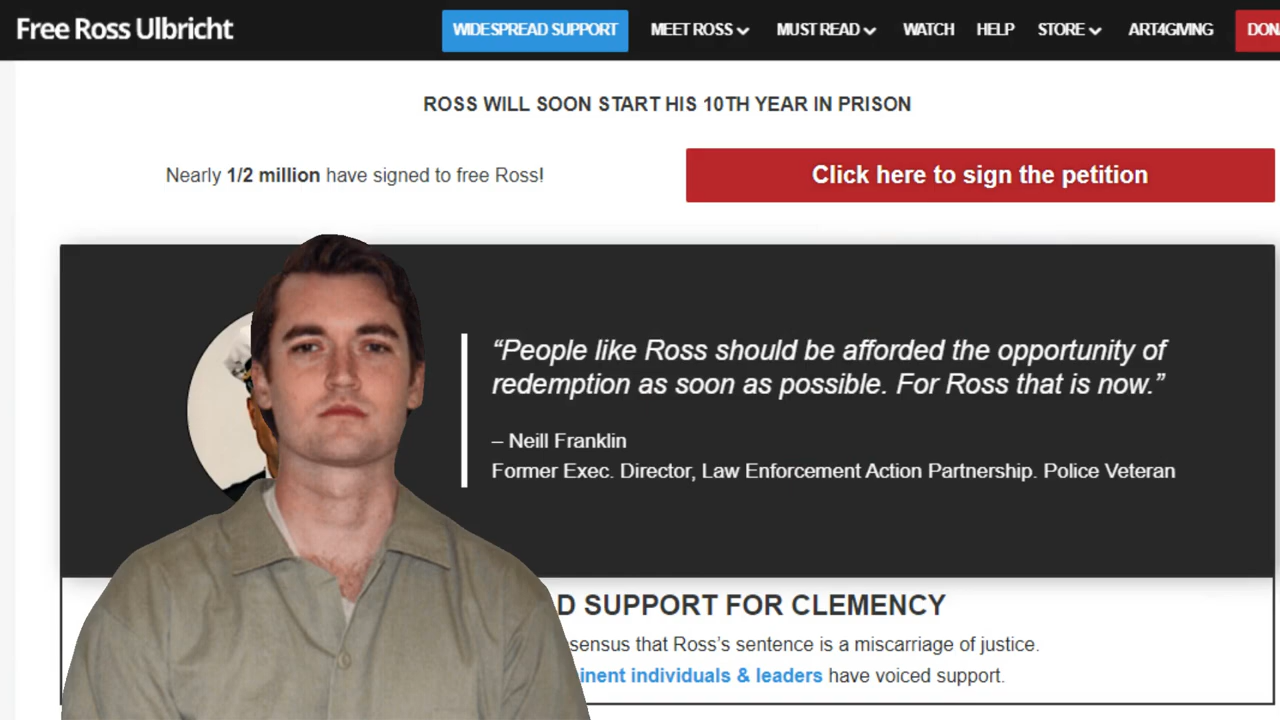 Free Ross Ulbricht
WIDESPREAD SUPPORT MEET ROSS MUST READ WATCH HELP STORE ART4GIVING
ROSS WILL SOON START HIS 10TH YEAR IN PRISON
Nearly 1/2 million have signed to free Ross!
Click here to sign the petition
“People like Ross should be afforded the opportunity of
redemption as soon as possible. For Ross that is now.”
– Neill Franklin
Former Exec. Director, Law Enforcement Action Partnership. Police Veteran
SUPPORT FOR CLEMENCY
that Ross’s sentence is a miscarriage of justice.
individuals & leaders have voiced support.